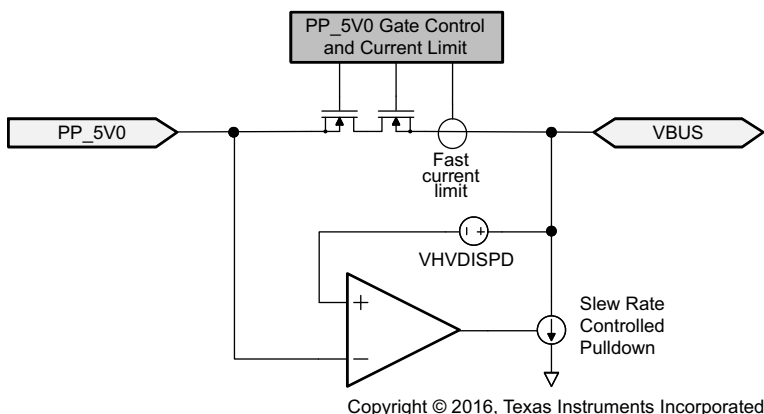 PP_5V0 Gate Control
and Current Limit
PP_5V0
VBUS
Fast
current
limit
VHVDISPD
Slew Rate
Controlled
Pulldown
Copyright © 2016, Texas Instruments Incorporated